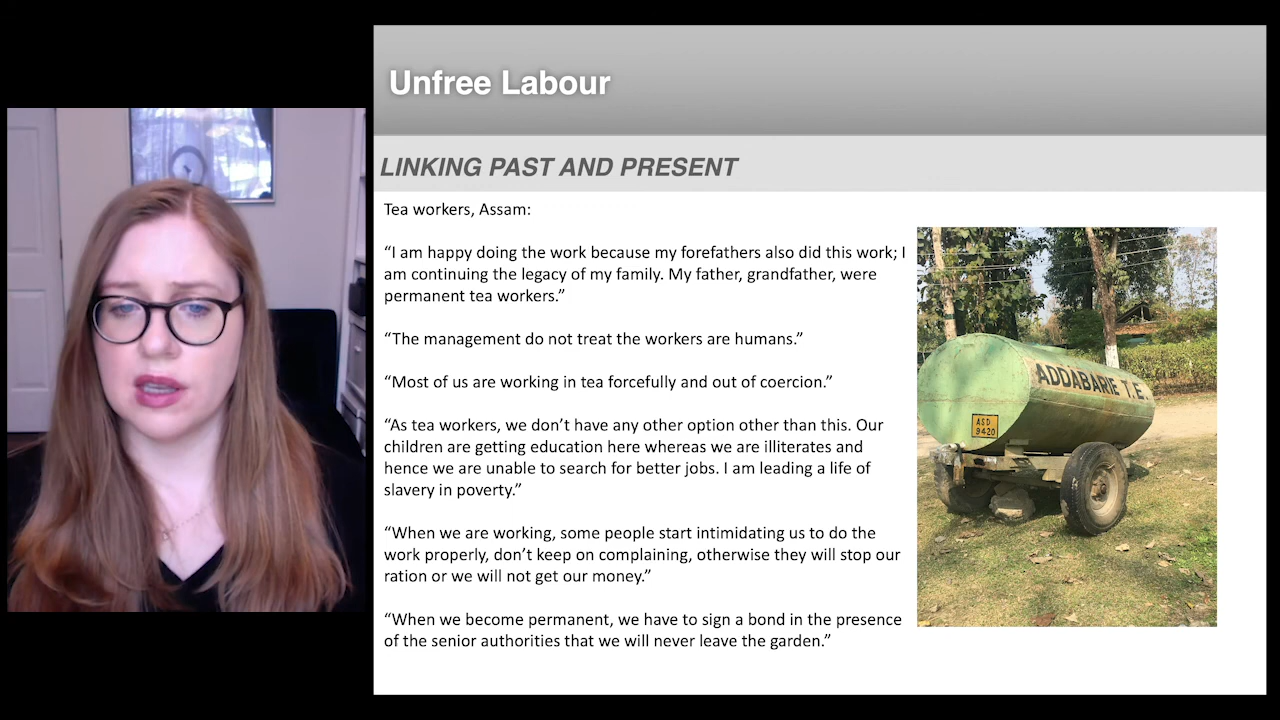 Unfree Labour
LINKING PAST AND PRESENT
Tea workers, Assam:
“I am happy doing the work because my forefathers also did this work; I
am continuing the legacy of my family. My father, grandfather, were
permanent tea workers.”
“The management do not treat the workers are humans.”
“Most of us are working in tea forcefully and out of coercion.”
“As tea workers, we don’t have any other option other than this. Our
children are getting education here whereas we are illiterates and
hence we are unable to search for better jobs. I am leading a life of
slavery in poverty.”
“When we are working, some people start intimidating us to do the
work properly, don’t keep on complaining, otherwise they will stop our
ration or we will not get our money.”
“When we become permanent, we have to sign a bond in the presence
of the senior authorities that we will never leave the garden.”
ADDABARIE T.E.
ASD
9420